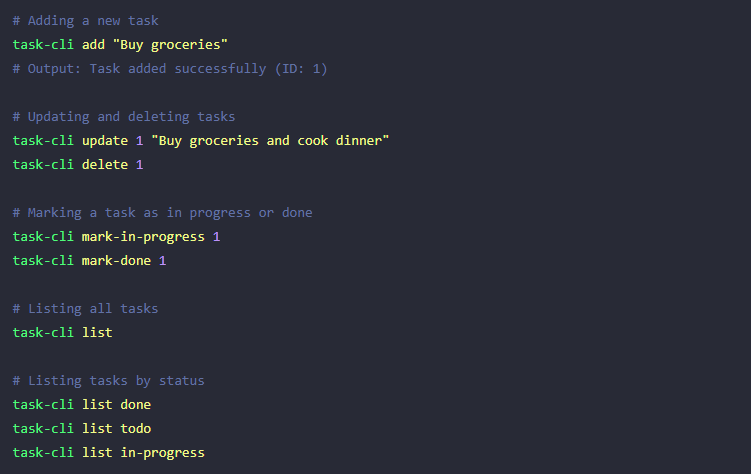 # Adding a new task
task-cli add "Buy groceries"
# Output: Task added successfully (ID: 1)
# Updating and deleting tasks
task-cli update 1 "Buy groceries and cook dinner"
task-cli delete 1
# Marking a task as in progress or done
task-cli mark-in-progress 1
task-cli mark-done 1
# Listing all tasks
task-cli list
# Listing tasks by status
task-cli list done
task-cli list todo
task-cli list in-progress